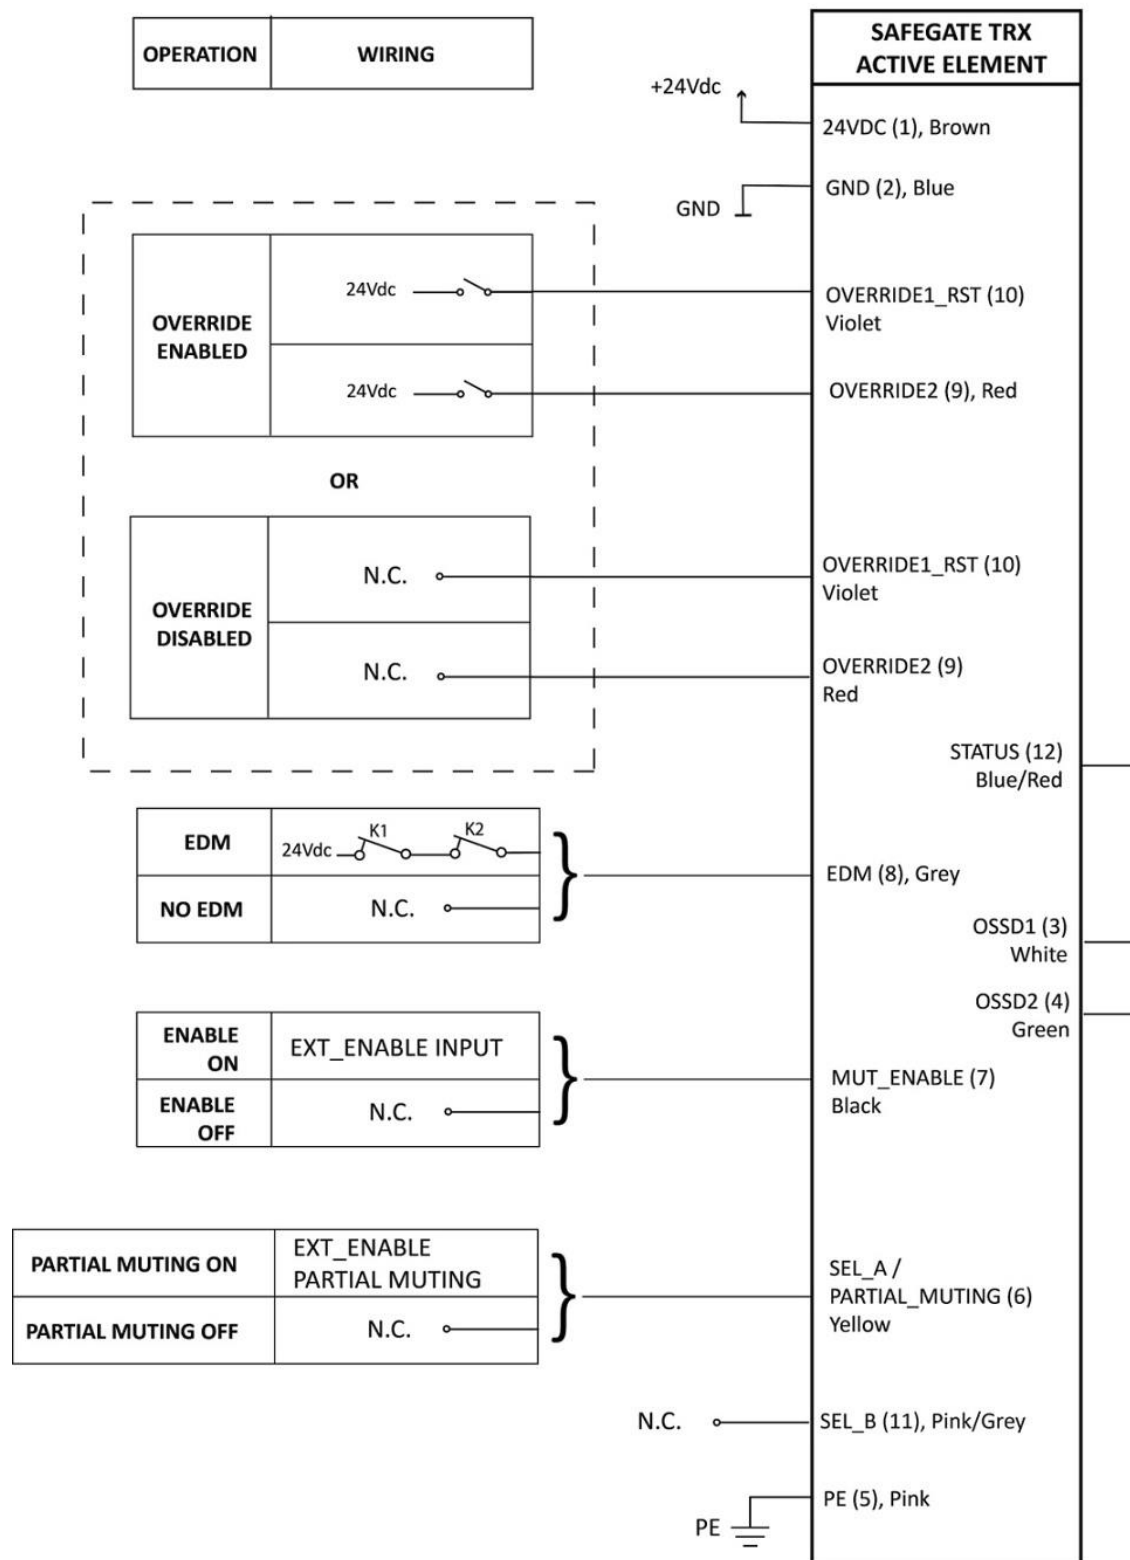 OPERATION
WIRING
SAFEGATE TRX
ACTIVE ELEMENT
+24Vdc
24VDC (1), Brown
GND
GND (2), Blue
OVERRIDE
ENABLED
24Vdc
OVERRIDE1_RST (10)
Violet
24Vdc
OVERRIDE2 (9), Red
OR
OVERRIDE
DISABLED
N.C.
OVERRIDE1_RST (10)
Violet
N.C.
OVERRIDE2 (9)
Red
STATUS (12)
Blue/Red
EDM
24Vdc
K1
K2
NO EDM
N.C.
EDM (8), Grey
OSSD1 (3)
White
OSSD2 (4)
Green
ENABLE
ON
EXT_ENABLE INPUT
ENABLE
OFF
N.C.
MUT_ENABLE (7)
Black
PARTIAL MUTING ON
EXT_ENABLE
PARTIAL MUTING
PARTIAL MUTING OFF
N.C.
SEL_A /
PARTIAL_MUTING (6)
Yellow
N.C.
SEL_B (11), Pink/Grey
PE
PE (5), Pink